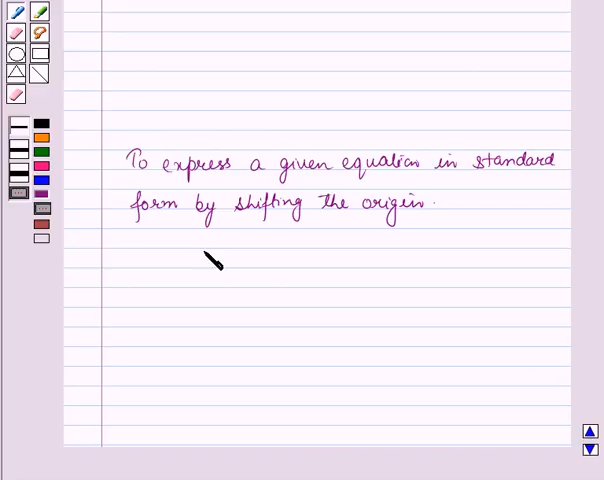 To express a given equation in standard
form by shifting the origin.